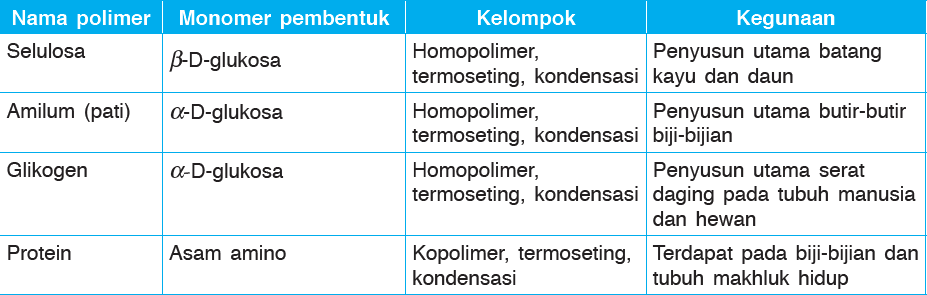 Nama polimer Monomer pembentuk Kelompok Kegunaan
Selulosa β-D-glukosa Homopolimer, Penyusun utama batang
termoseting, kondensasi kayu dan daun
Amilum (pati) α-D-glukosa Homopolimer, Penyusun utama butir-butir
termoseting, kondensasi biji-bijian
Glikogen α-D-glukosa Homopolimer, Penyusun utama serat
termoseting, kondensasi daging pada tubuh manusia
dan hewan
Protein Asam amino Kopolimer, termoseting, Terdapat pada biji-bijian dan
kondensasi tubuh makhluk hidup